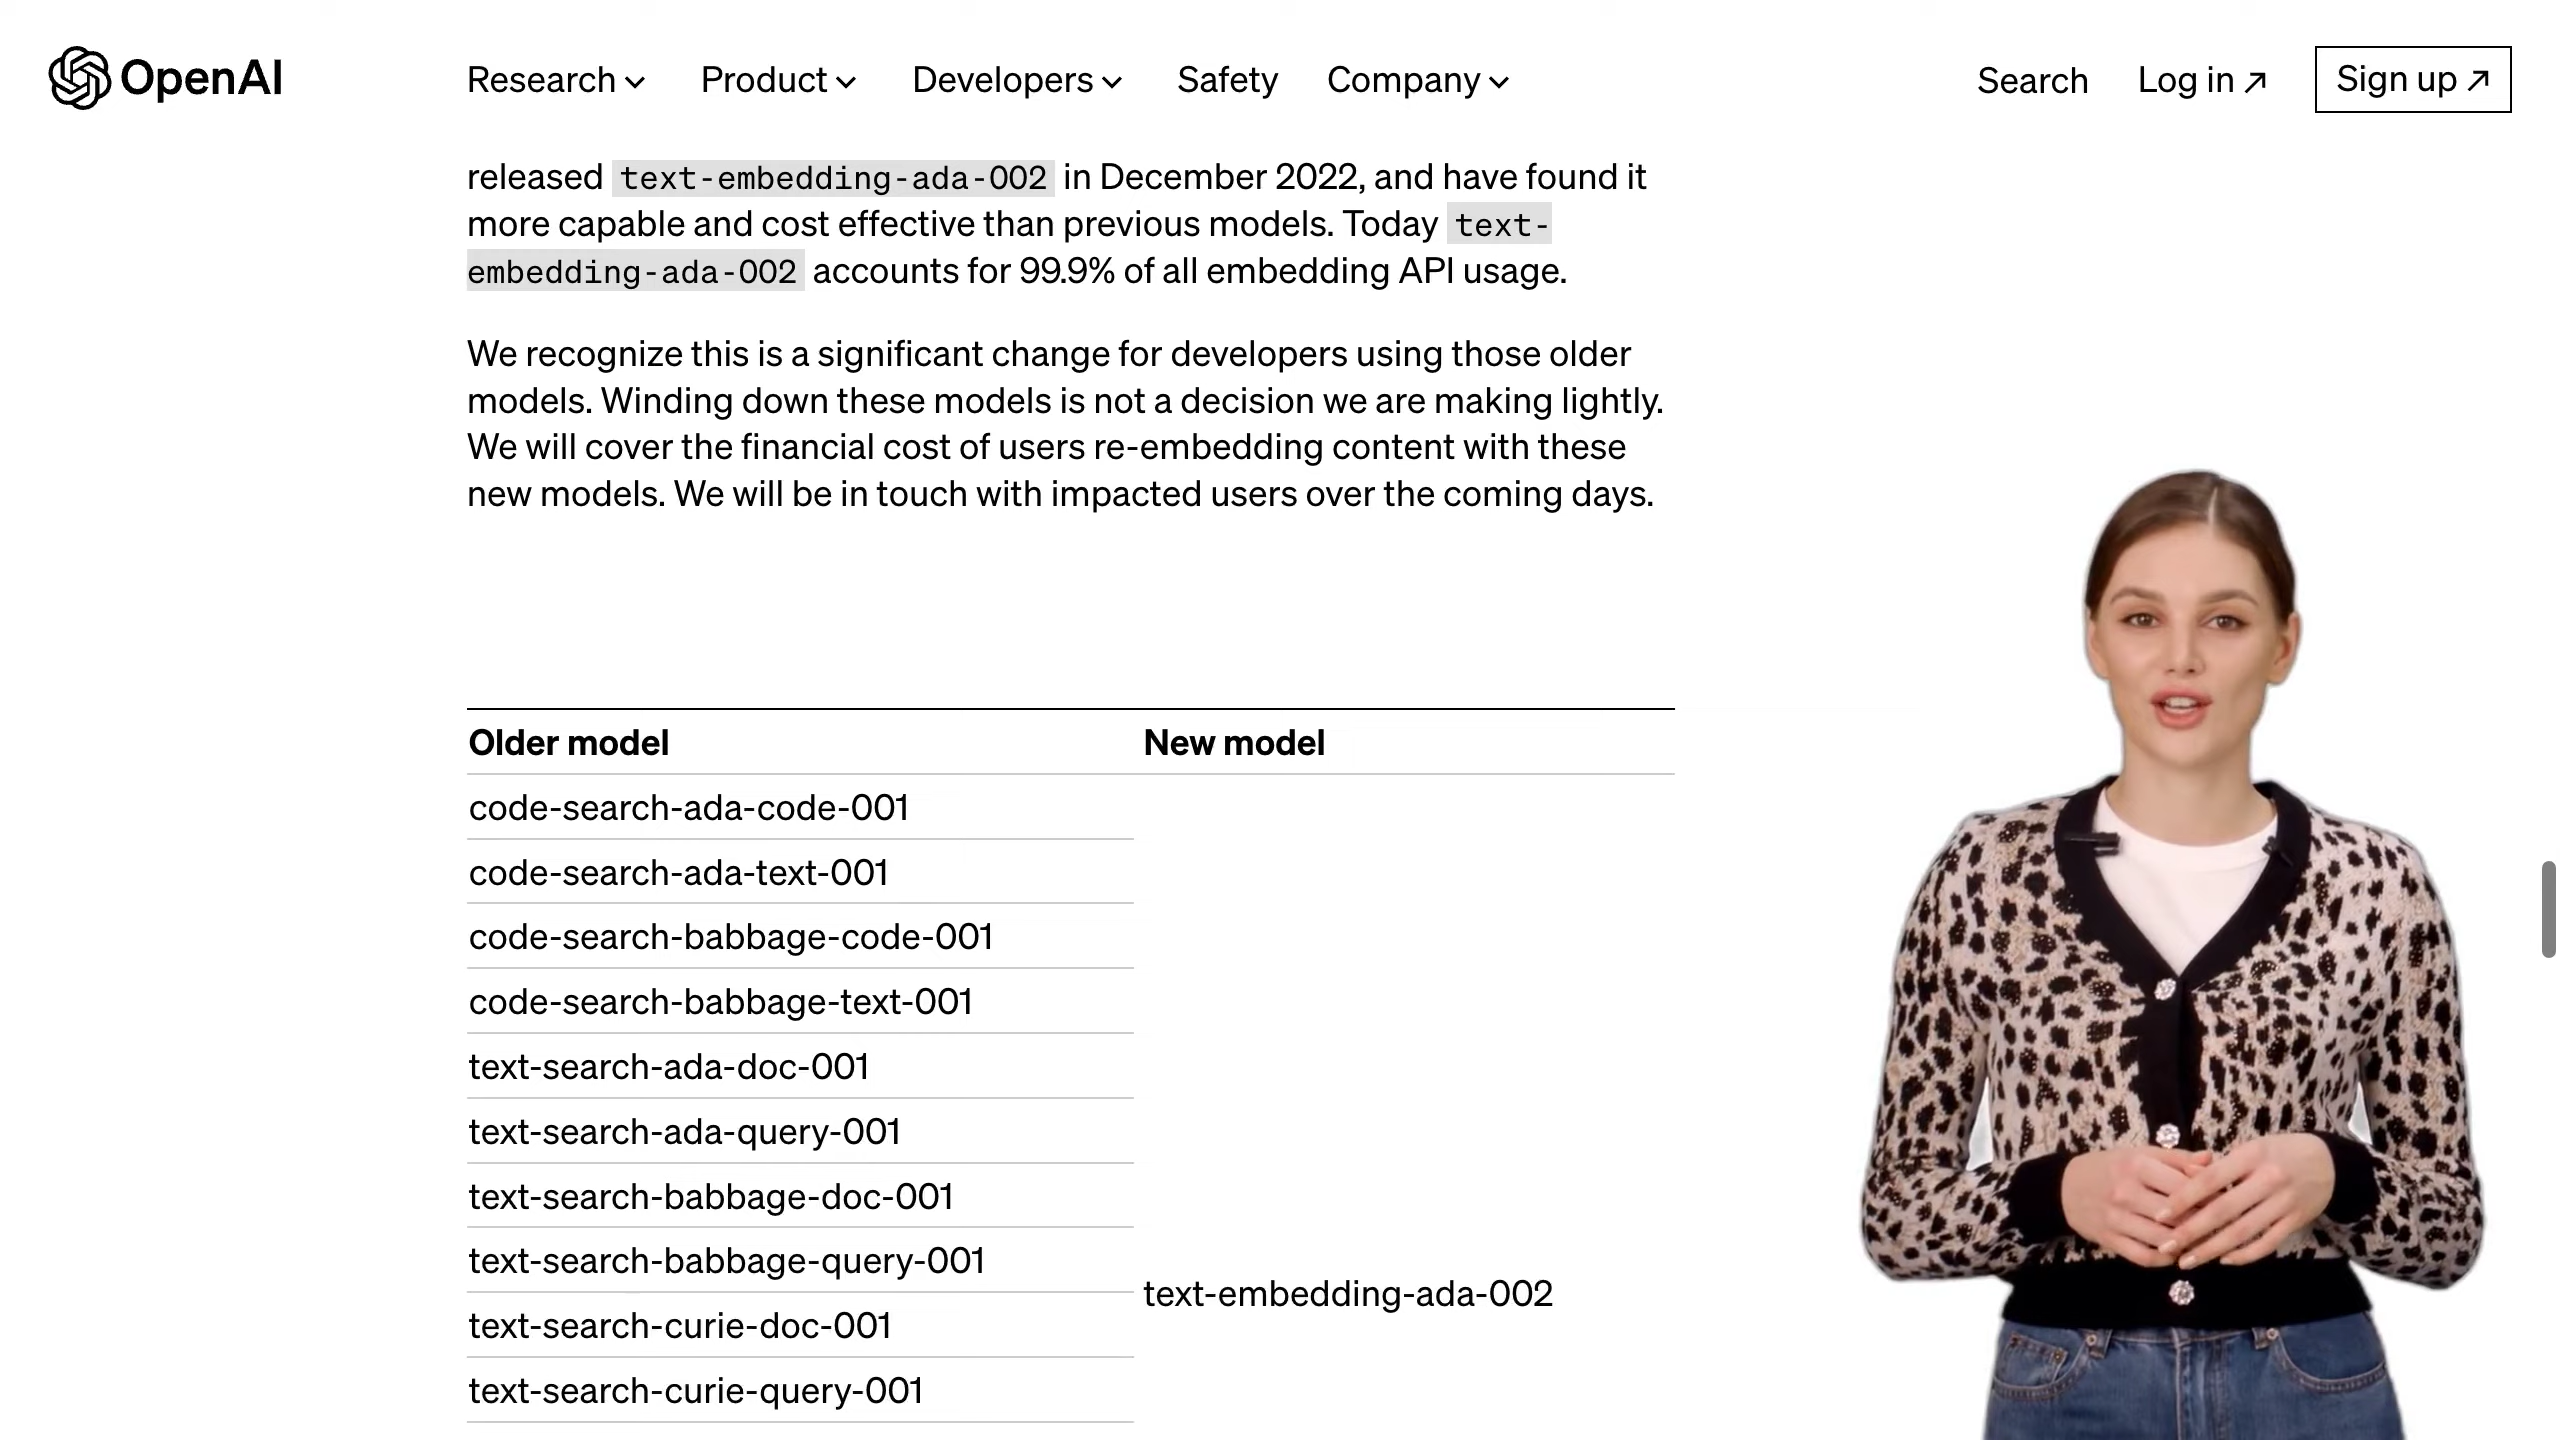 OpenAI
Research Product Developers Safety Company Search Log in ↗ Sign up ↗
released text-embedding-ada-002 in December 2022, and have found it
more capable and cost effective than previous models. Today text-
embedding-ada-002 accounts for 99.9% of all embedding API usage.
We recognize this is a significant change for developers using those older
models. Winding down these models is not a decision we are making lightly.
We will cover the financial cost of users re-embedding content with these
new models. We will be in touch with impacted users over the coming days.
Older model New model
code-search-ada-code-001
code-search-ada-text-001
code-search-babbage-code-001
code-search-babbage-text-001
text-search-ada-doc-001
text-search-ada-query-001
text-search-babbage-doc-001
text-search-babbage-query-001
text-embedding-ada-002
text-search-curie-doc-001
text-search-curie-query-001